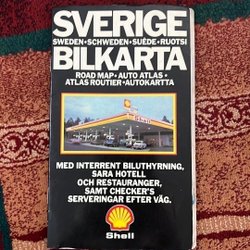 SVERIGE
SWEDEN·SCHWEDEN·SUÈDE·RUOTSI
BILKARTA
ROAD MAP·AUTO ATLAS·
ATLAS ROUTIER·AUTOKARTTA
MED INTERRENT BILUTHYRNING,
SARA HOTELL
OCH RESTAURANGER,
SAMT CHECKER'S
SERVERINGAR EFTER VÄG.
Shell